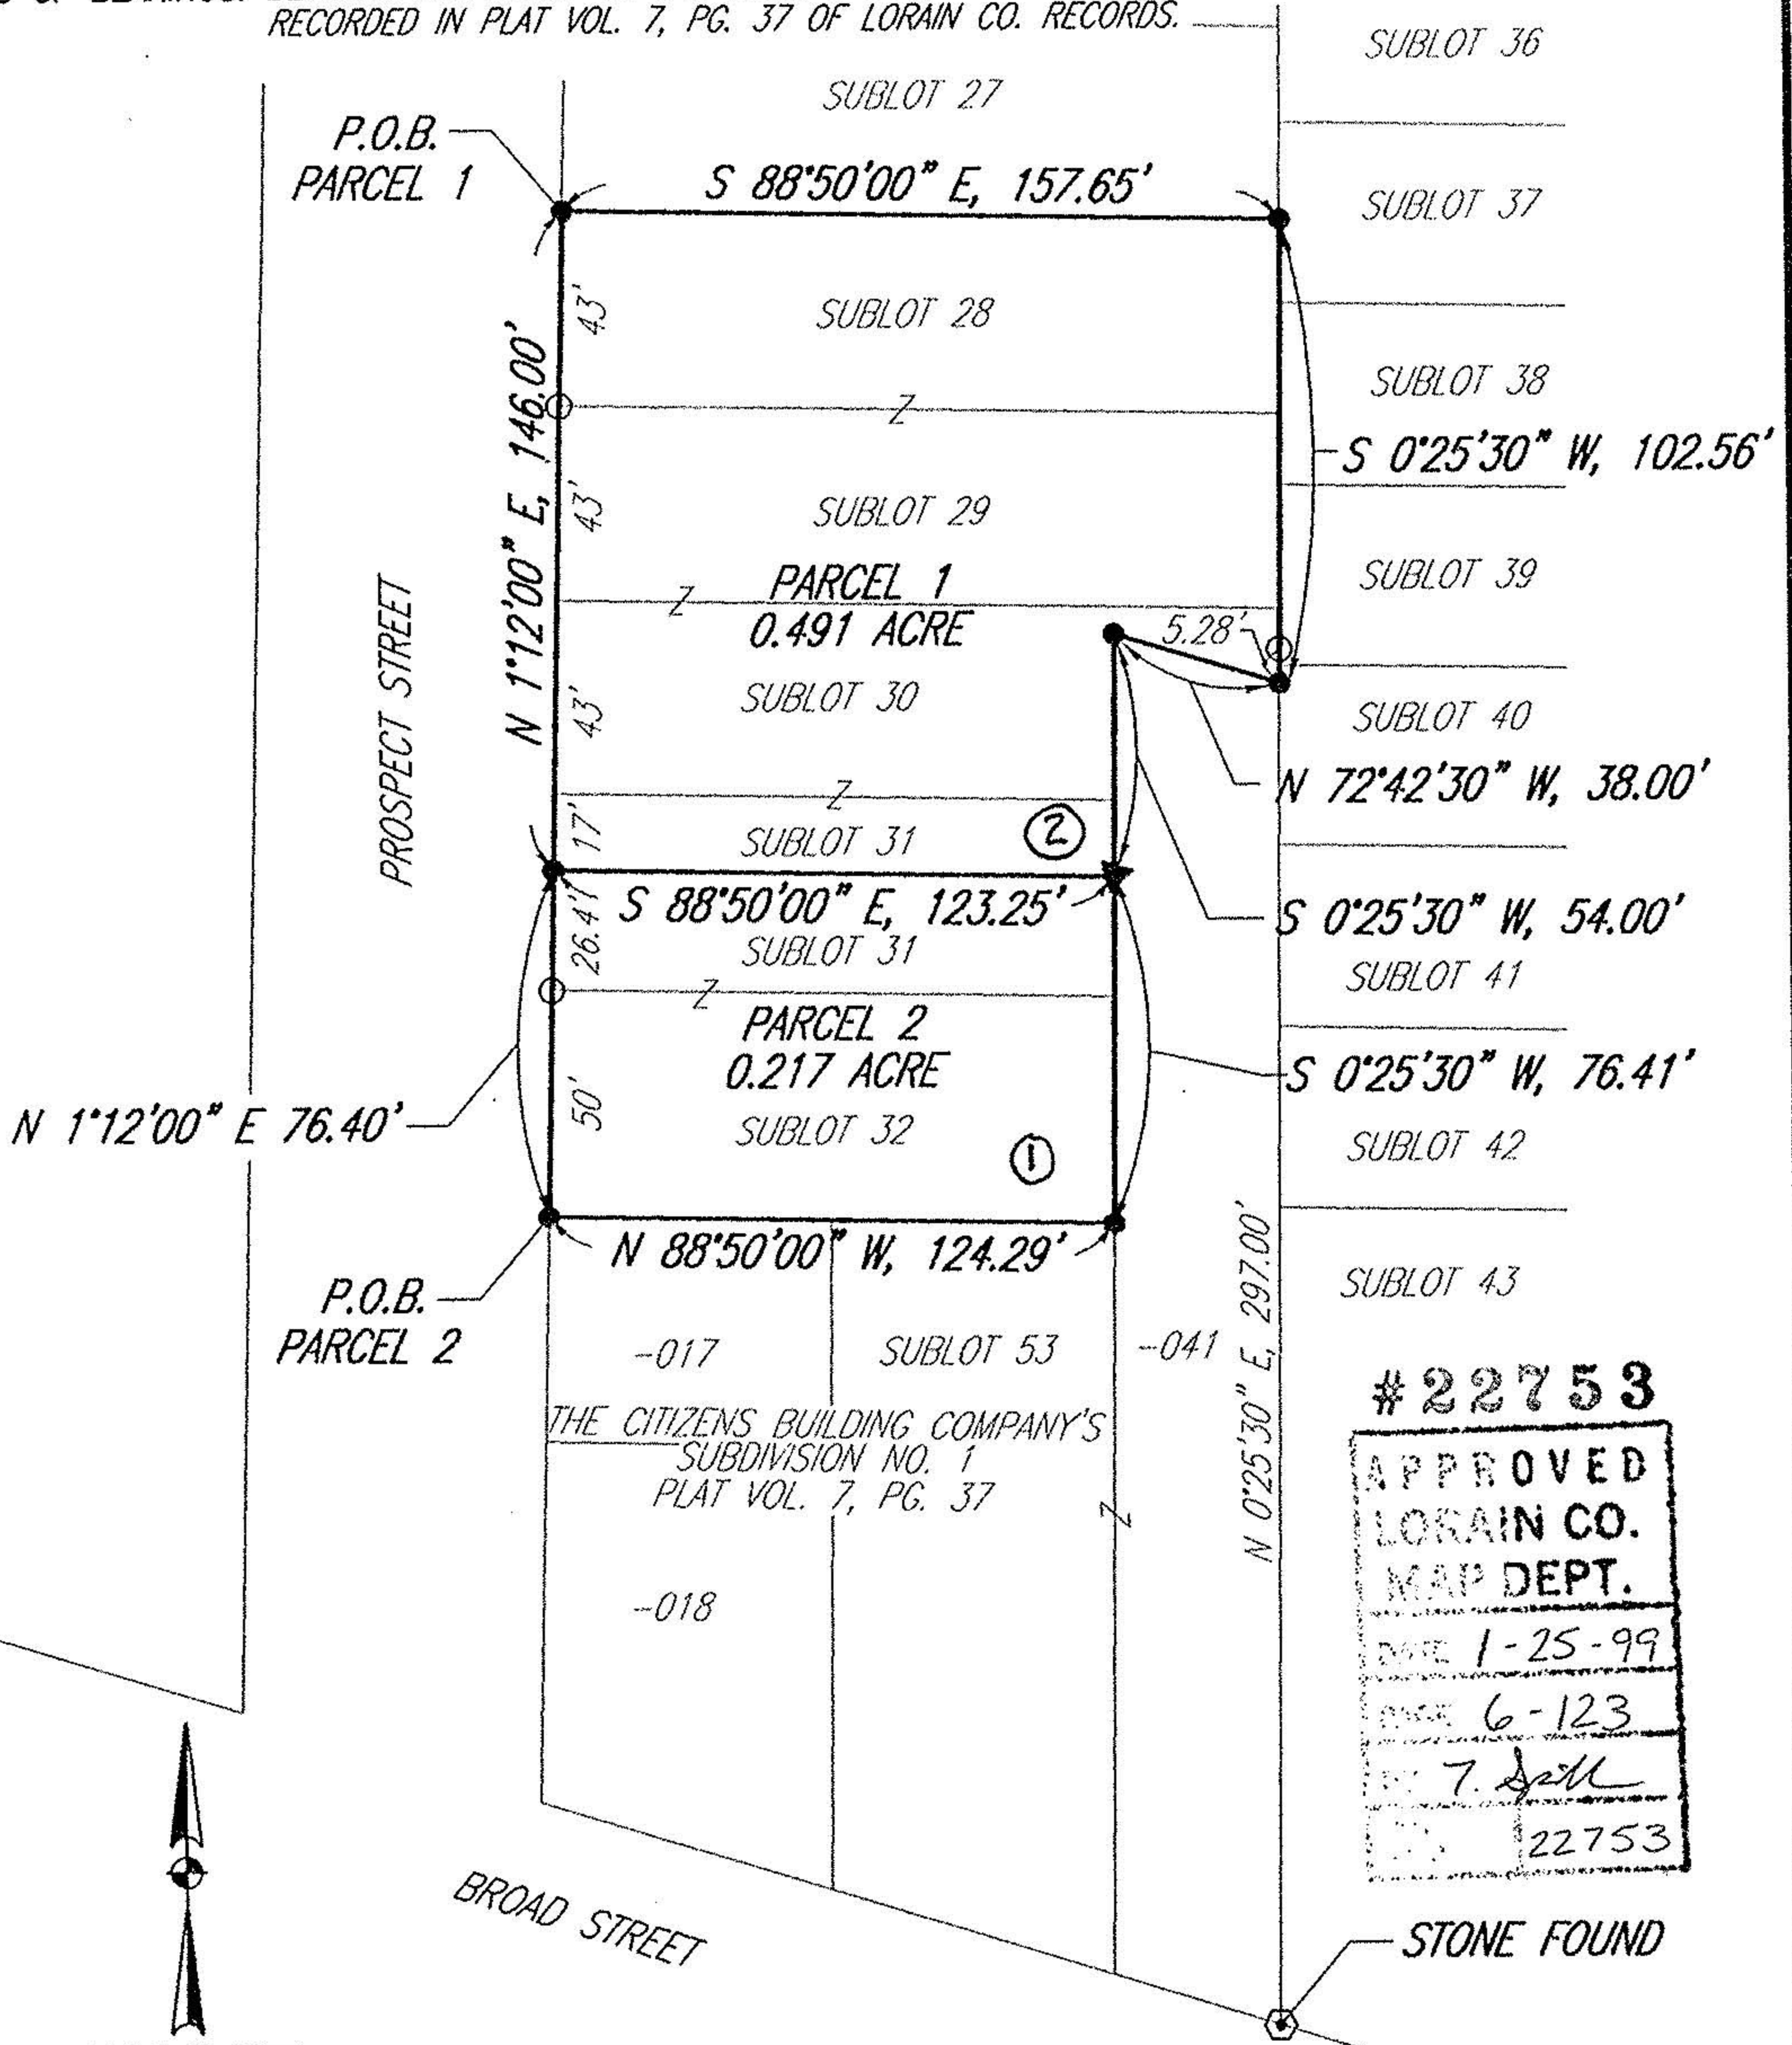 RECORDED IN PLAT VOL. 7, PG. 37 OF LORAIN CO. RECORDS.
SUBLOT 36
SUBLOT 27
P.O.B.
PARCEL 1
S 88°50'00" E, 157.65'
SUBLOT 37
43'
SUBLOT 28
N 1°12'00" E, 146.00'
SUBLOT 38
Z
S 0°25'30" W, 102.56'
43'
SUBLOT 29
PROSPECT STREET
PARCEL 1
SUBLOT 39
Z
0.491 ACRE
5.28'
43'
SUBLOT 30
SUBLOT 40
N 72°42'30" W, 38.00'
Z
17'
SUBLOT 31
2
S 88°50'00" E, 123.25'
S 0°25'30" W, 54.00'
26.4'
SUBLOT 31
SUBLOT 41
Z
PARCEL 2
0.217 ACRE
S 0°25'30" W, 76.41'
N 1°12'00" E 76.40'
50'
SUBLOT 32
SUBLOT 42
1
N 88°50'00" W, 124.29'
N 0°25'30" E, 297.00'
P.O.B.
PARCEL 2
SUBLOT 43
-017
SUBLOT 53
-041
#22753
THE CITIZENS BUILDING COMPANY'S
SUBDIVISION NO. 1
PLAT VOL. 7, PG. 37
Z
APPROVED
LORAIN CO.
MAP DEPT.
-018
DATE 1-25-99
6-123
22753
BROAD STREET
STONE FOUND